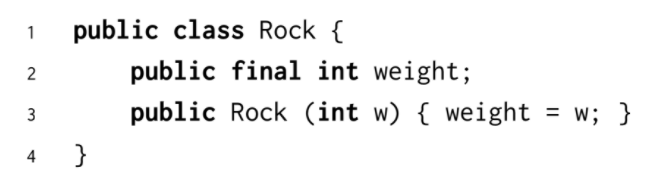 1 public class Rock {
2 public final int weight;
3 public Rock (int w) { weight = w; }
4 }